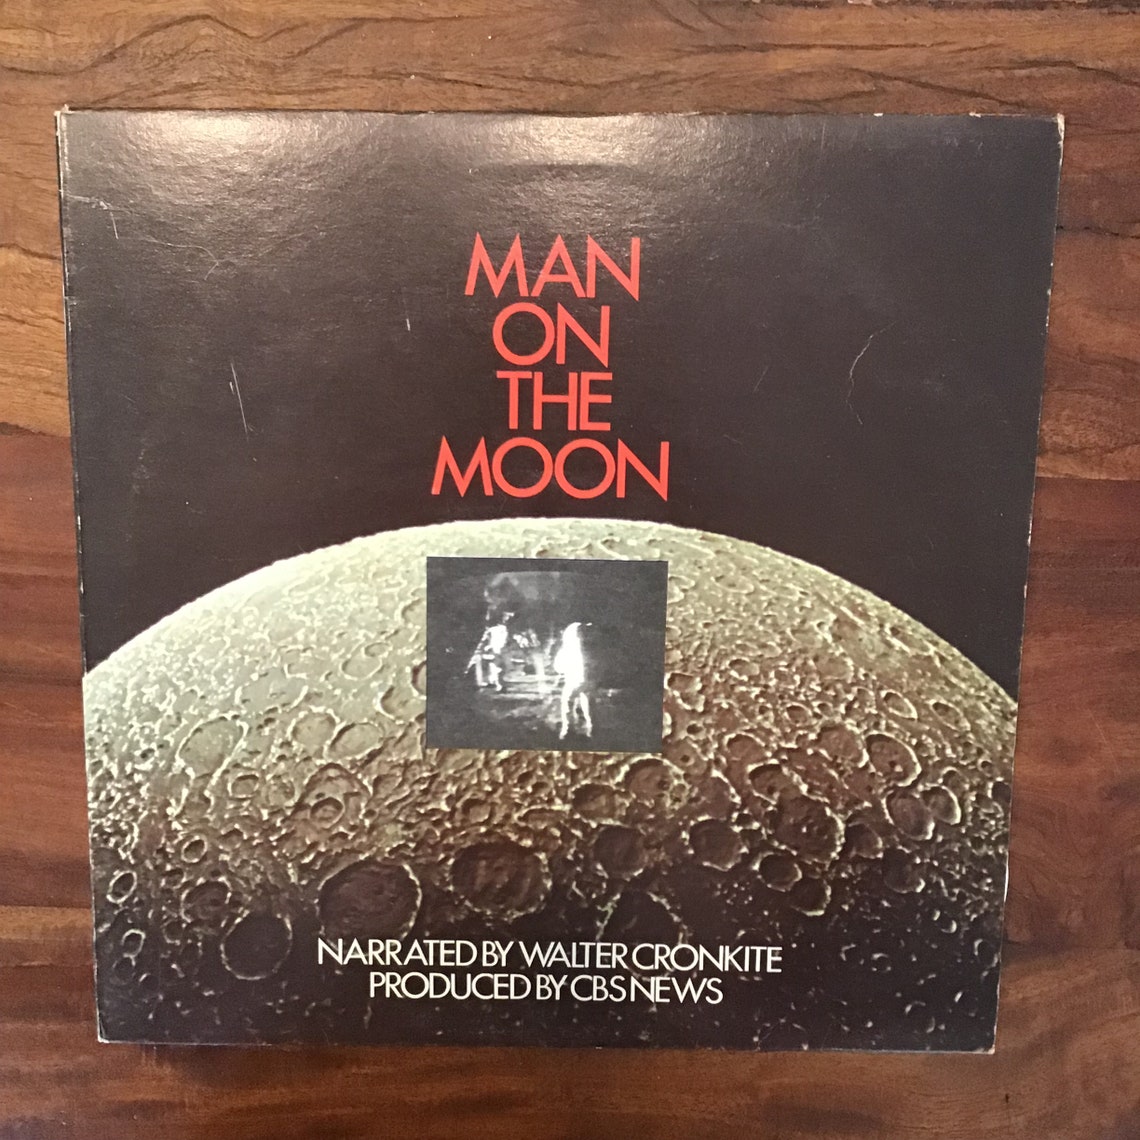 MAN
ON
THE
MOON
NARRATED BY WALTER CRONKITE
PRODUCED BY CBS NEWS